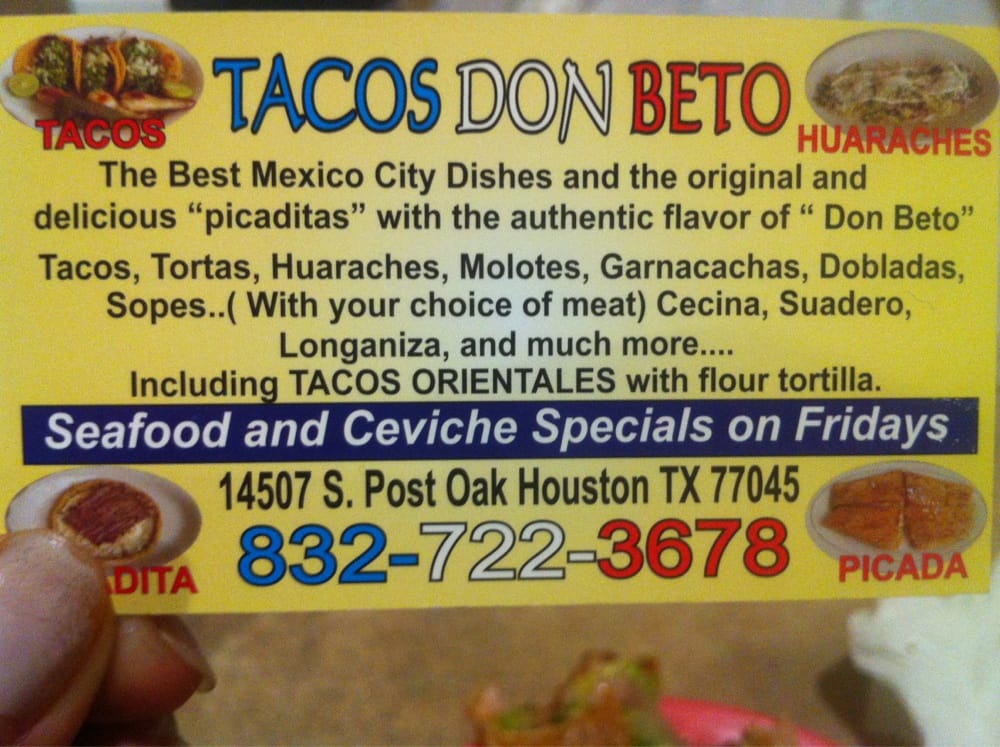 TACOS DON BETO
TACOS
HUARACHES
The Best Mexico City Dishes and the original and
delicious “picaditas” with the authentic flavor of “ Don Beto”
Tacos, Tortas, Huaraches, Molotes, Garnacachas, Dobladas,
Sopes..( With your choice of meat) Cecina, Suadero,
Longaniza, and much more....
Including TACOS ORIENTALES with flour tortilla.
Seafood and Ceviche Specials on Fridays
14507 S. Post Oak Houston TX 77045
832-722-3678
PICADA